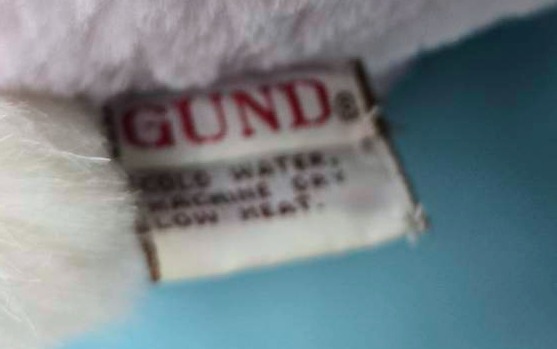 GUND®
COLD WATER,
MACHINE DRY
LOW HEAT.